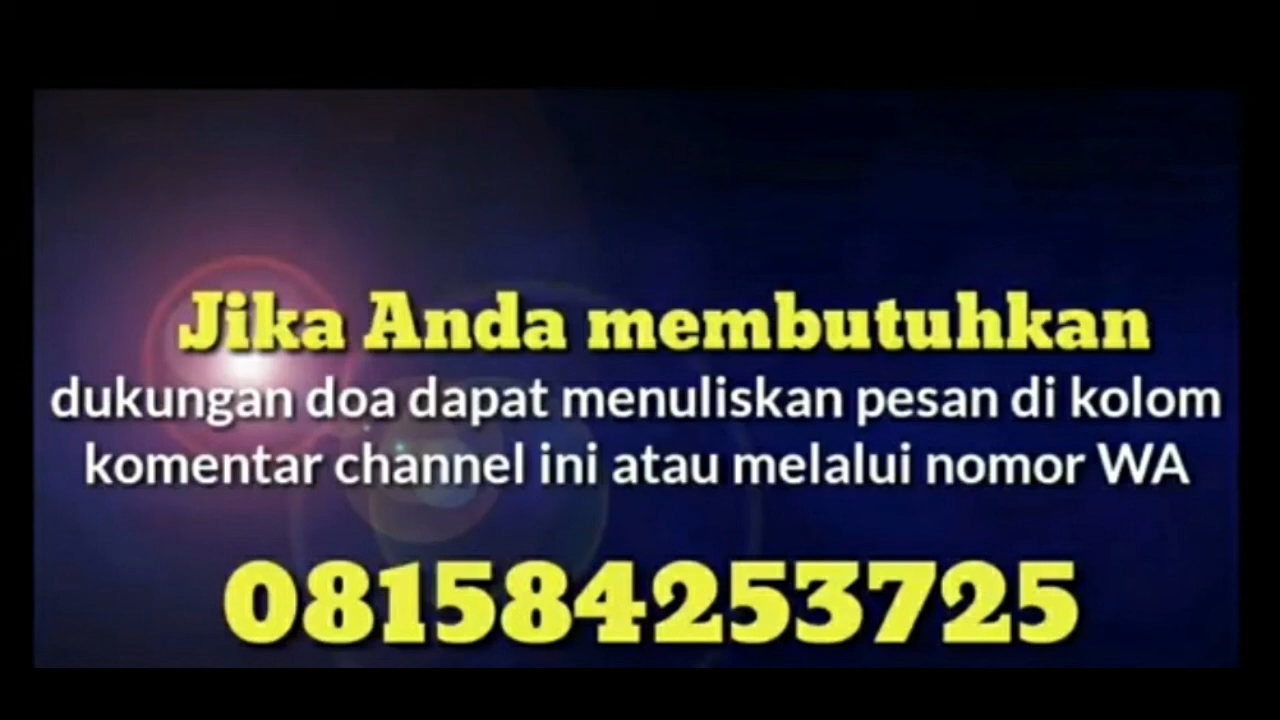 Jika Anda membutuhkan
dukungan doa dapat menuliskan pesan di kolom
komentar channel ini atau melalui nomor WA
081584253725